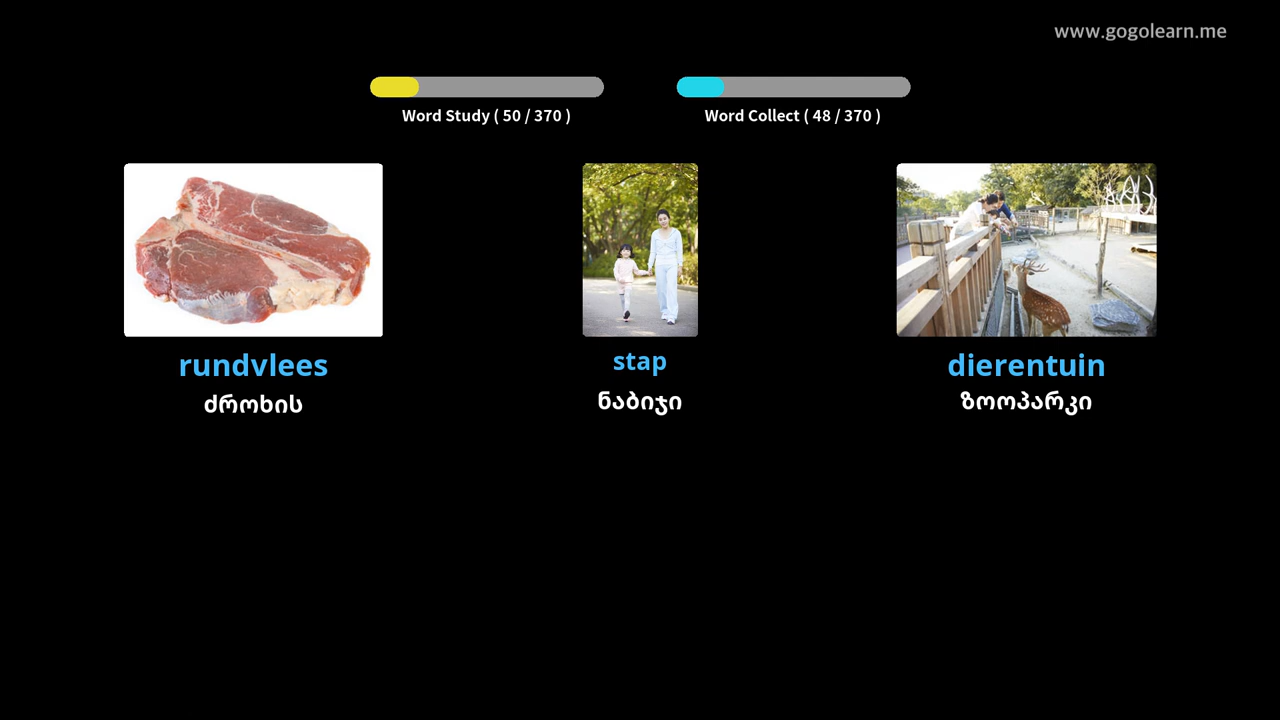 www.gogolearn.me
Word Study ( 50 / 370 )
Word Collect ( 48 / 370 )
rundvlees
ძროხის
stap
ნაბიჯი
dierentuin
ზოოპარკი